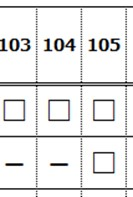 103 104 105
□ □ □
— — □